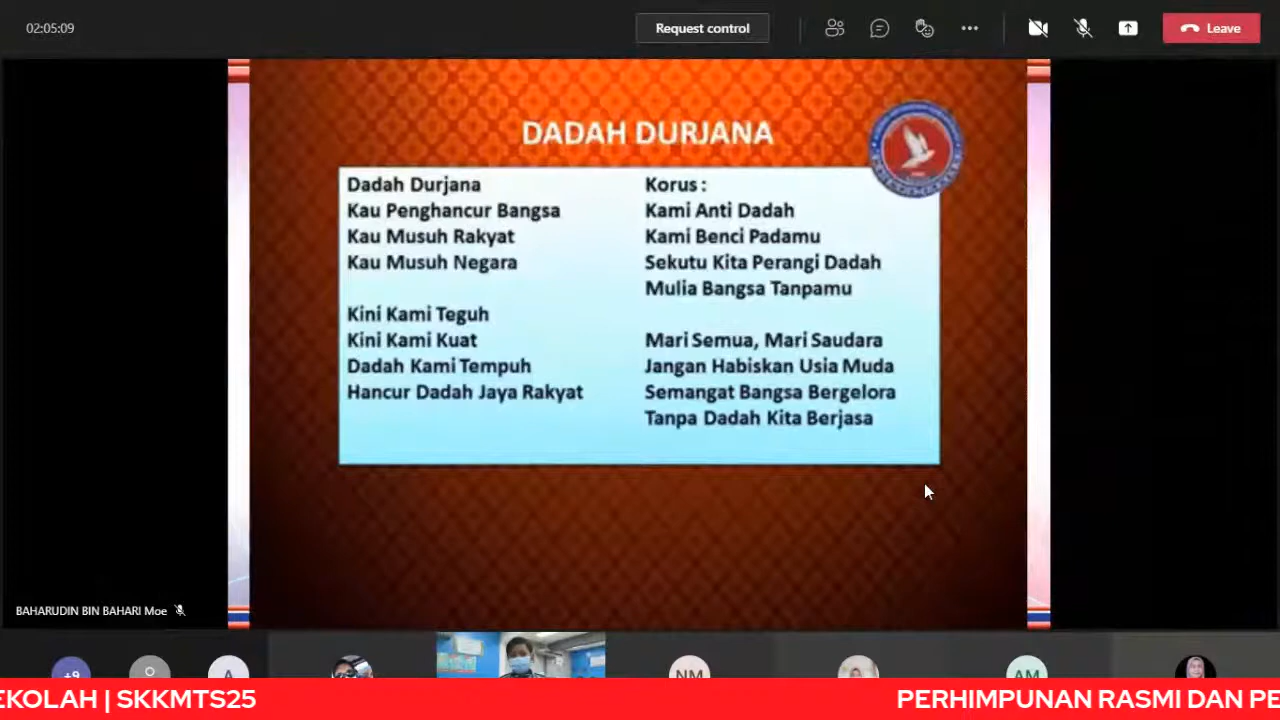 02:05:09
Request control
Leave
DADAH DURJANA
Dadah Durjana
Kau Penghancur Bangsa
Kau Musuh Rakyat
Kau Musuh Negara
Kini Kami Teguh
Kini Kami Kuat
Dadah Kami Tempuh
Hancur Dadah Jaya Rakyat
Korus :
Kami Anti Dadah
Kami Benci Padamu
Sekutu Kita Perangi Dadah
Mulia Bangsa Tanpamu
Mari Semua, Mari Saudara
Jangan Habiskan Usia Muda
Semangat Bangsa Bergelora
Tanpa Dadah Kita Berjasa
BAHARUDIN BIN BAHARI Moe
+9
A
NM
AM
EKOLAH | SKKMTS25
PERHIMPUNAN RASMI DAN PE